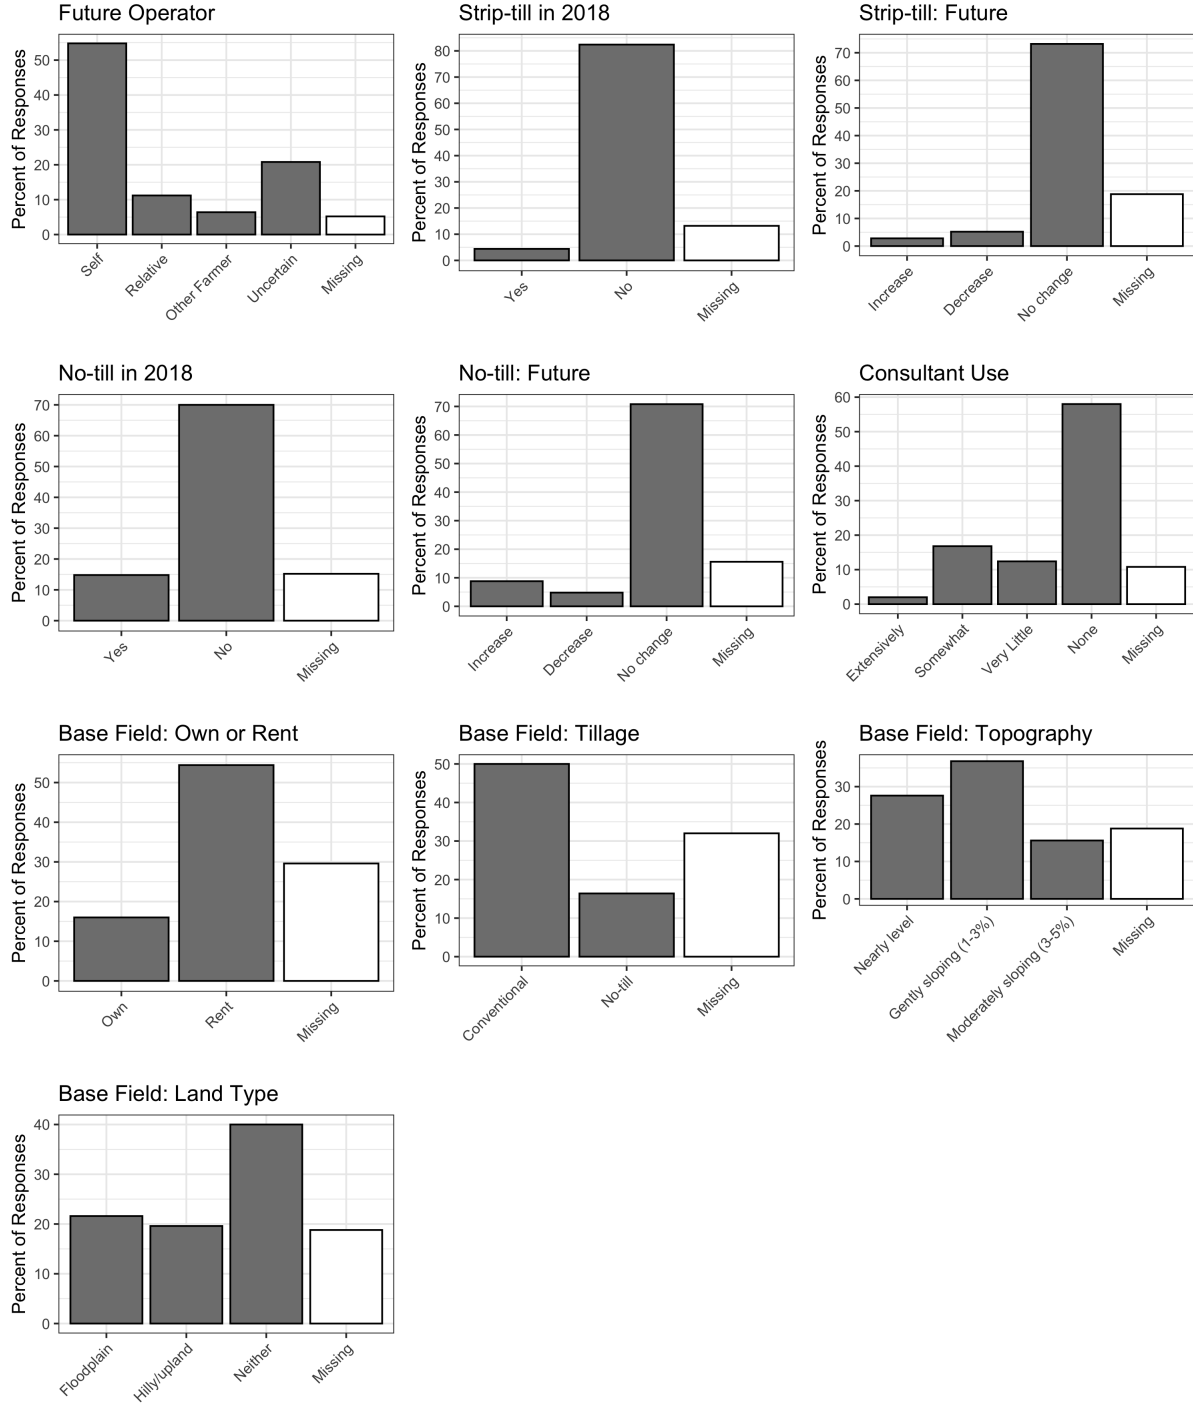 Future Operator
Percent of Responses
50
40
30
20
10
0
Self
Relative
Other Farmer
Uncertain
Missing
Strip-till in 2018
Percent of Responses
80
70
60
50
40
30
20
10
0
Yes
No
Missing
Strip-till: Future
Percent of Responses
70
60
50
40
30
20
10
0
Increase
Decrease
No change
Missing
No-till in 2018
Percent of Responses
70
60
50
40
30
20
10
0
Yes
No
Missing
No-till: Future
Percent of Responses
70
60
50
40
30
20
10
0
Increase
Decrease
No change
Missing
Consultant Use
Percent of Responses
60
50
40
30
20
10
0
Extensively
Somewhat
Very Little
None
Missing
Base Field: Own or Rent
Percent of Responses
50
40
30
20
10
0
Own
Rent
Missing
Base Field: Tillage
Percent of Responses
50
40
30
20
10
0
Conventional
No-till
Missing
Base Field: Topography
Percent of Responses
30
20
10
0
Nearly level
Gently sloping (1-3%)
Moderately sloping (3-5%)
Missing
Base Field: Land Type
Percent of Responses
40
30
20
10
0
Floodplain
Hilly/upland
Neither
Missing